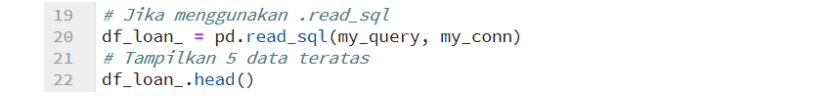 19 # Jika menggunakan .read_sql
20 df_loan_ = pd.read_sql(my_query, my_conn)
21 # Tampilkan 5 data teratas
22 df_loan_.head()